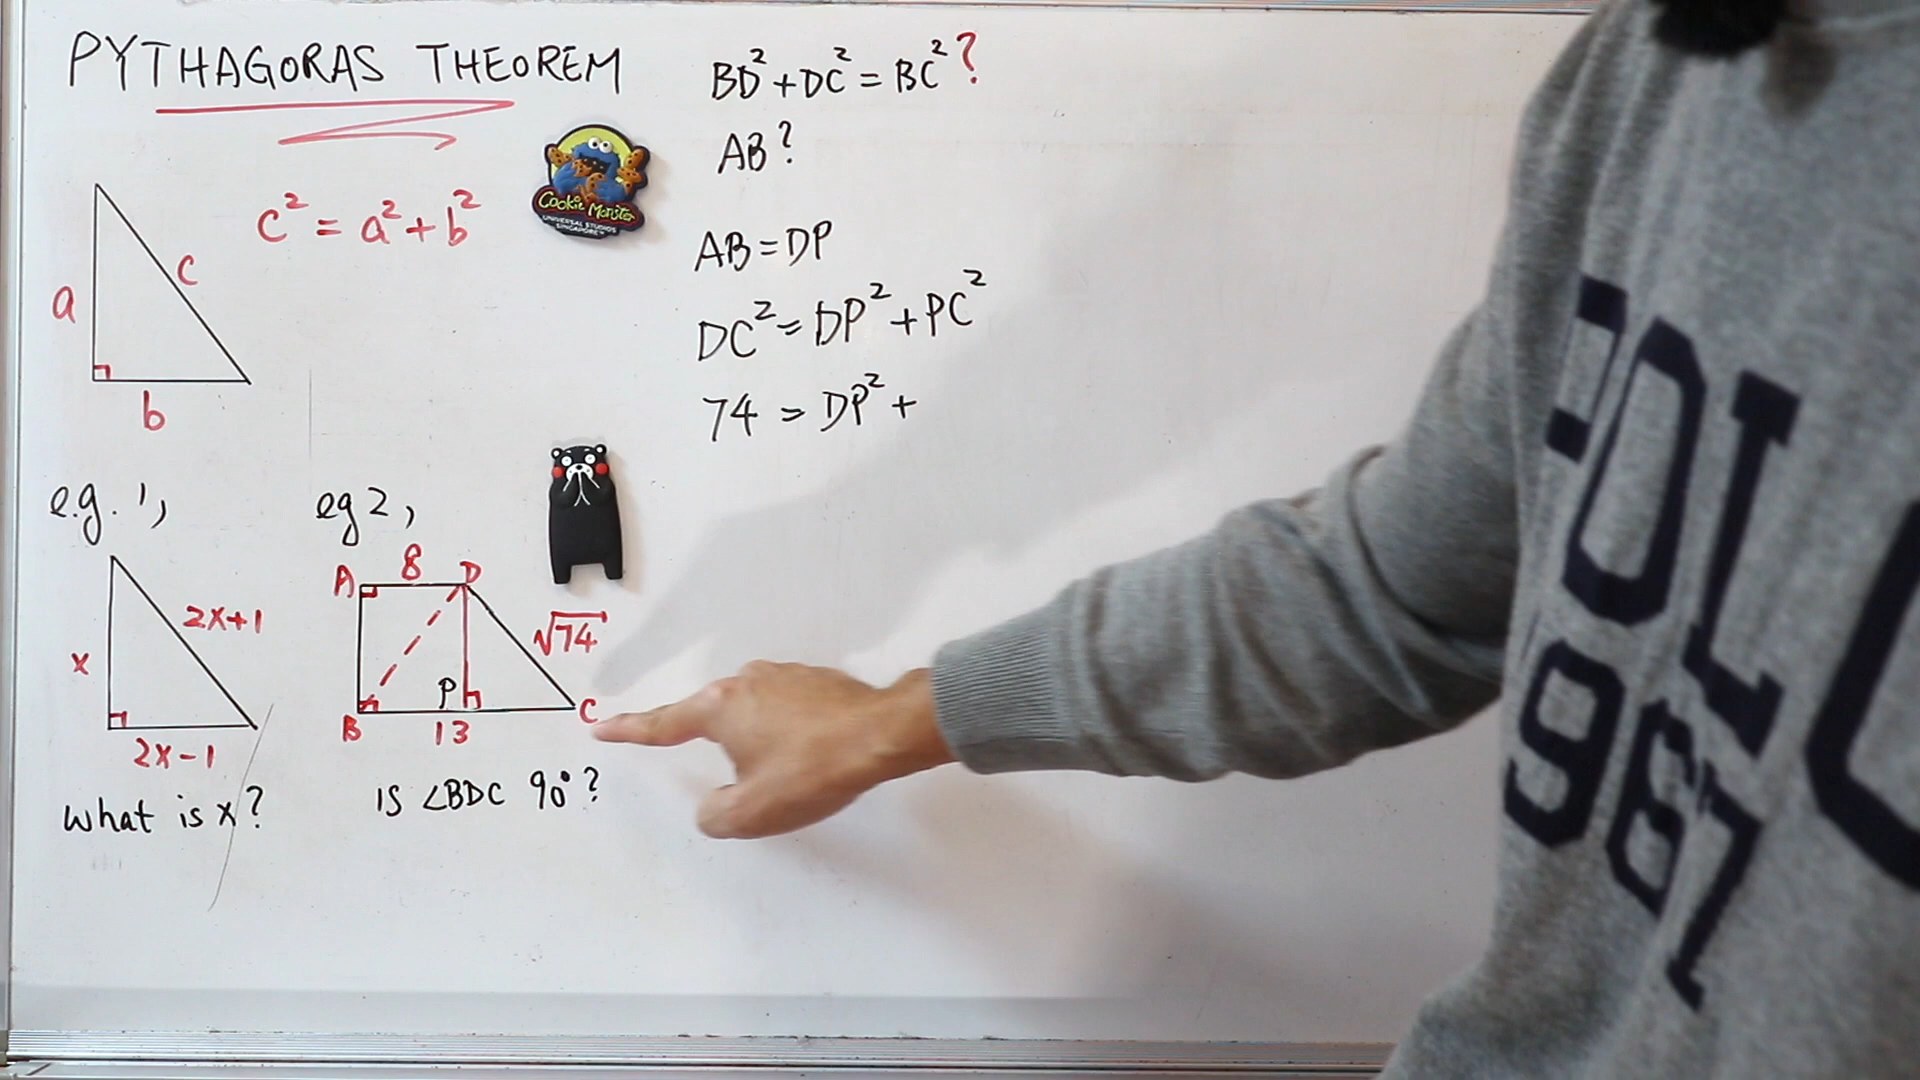 PYTHAGORAS THEOREM
c² = a² + b²
a
c
b
Cookie Monster
UNIVERSAL STUDIOS
SINGAPORE
BD² + DC² = BC²?
AB?
AB = DP
DC² = DP² + PC²
74 = DP² +
e.g. 1,
x
2x+1
2x-1
what is x?
eg 2,
A
8
D
√74
P
B
13
C
IS ∠BDC 90°?
POLO
1967